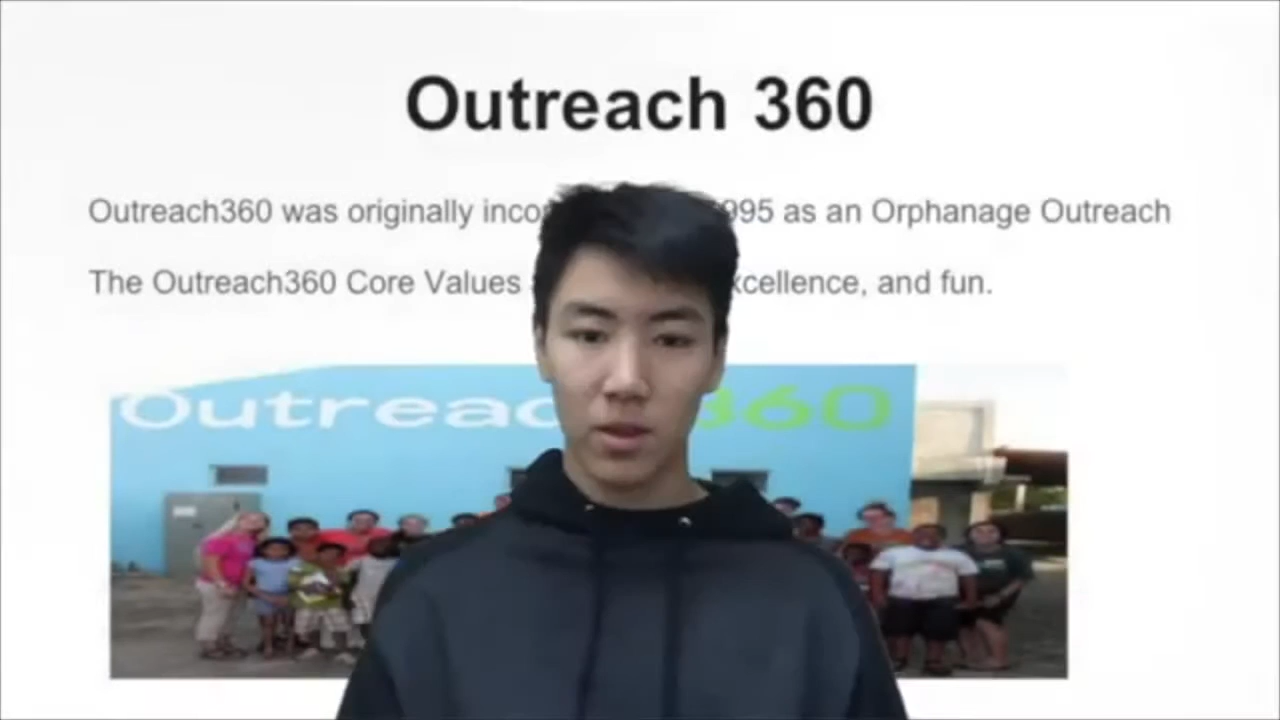 Outreach 360
Outreach360 was originally 995 as an Orphanage Outreach
The Outreach360 Core Values xcellence, and fun.
Outreac 360